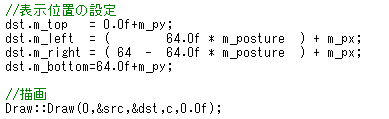 //表示位置の設定
dst.m_top   = 0.0f+m_py;
dst.m_left  = (      64.0f * m_posture  ) + m_px;
dst.m_right = ( 64  - 64.0f * m_posture  ) + m_px;
dst.m_bottom=64.0f+m_py;
//描画
Draw::Draw(0,&src,&dst,c,0.0f);